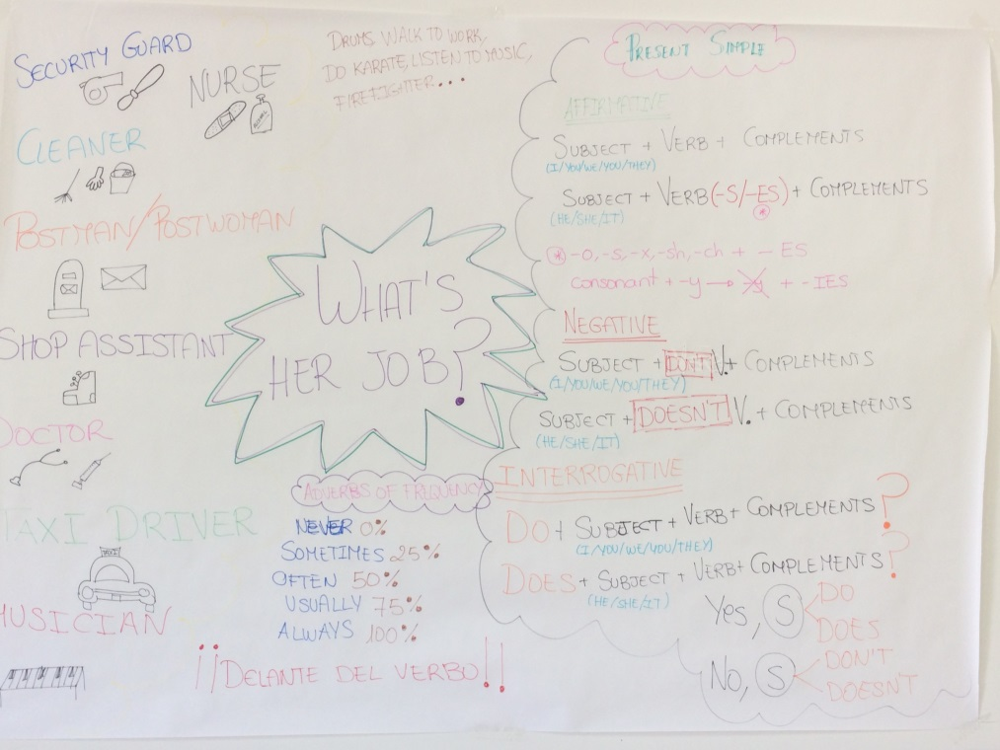 SECURITY GUARD
NURSE
ALCOHOL
CLEANER
POSTMAN/POSTWOMAN
SHOP ASSISTANT
DOCTOR
TAXI DRIVER
TAXI
MUSICIAN
DRUMS WALK TO WORK,
DO KARATE, LISTEN TO MUSIC,
FIREFIGHTER...
WHAT'S
HER JOB?
ADVERBS OF FREQUENCY
NEVER 0%
SOMETIMES 25%
OFTEN 50%
USUALLY 75%
ALWAYS 100%
¡¡DELANTE DEL VERBO!!
PRESENT SIMPLE
AFFIRMATIVE
SUBJECT + VERB + COMPLEMENTS
(I/YOU/WE/YOU/THEY)
SUBJECT + VERB (-S/-ES) + COMPLEMENTS
(HE/SHE/IT) *
* -o, -s, -x, -sh, -ch + - ES
consonant + -y → y + - IES
NEGATIVE
SUBJECT + DON'T V. + COMPLEMENTS
(I/YOU/WE/YOU/THEY)
SUBJECT + DOESN'T V. + COMPLEMENTS
(HE/SHE/IT)
INTERROGATIVE
DO + SUBJECT + VERB + COMPLEMENTS?
(I/YOU/WE/YOU/THEY)
DOES + SUBJECT + VERB + COMPLEMENTS?
(HE/SHE/IT)
Yes, S DO
DOES
No, S DON'T
DOESN'T